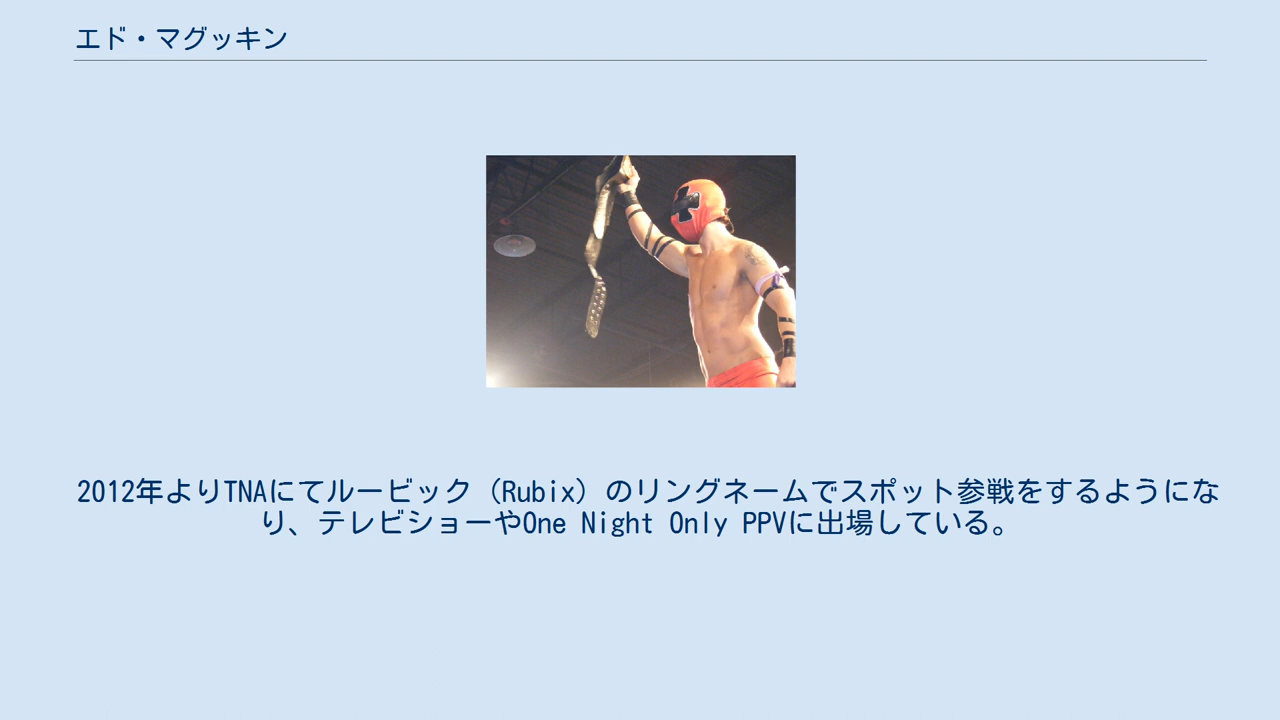 エド・マグッキン
2012年よりTNAにてルービック（Rubix）のリングネームでスポット参戦をするようにな
り、テレビショーやOne Night Only PPVに出場している。